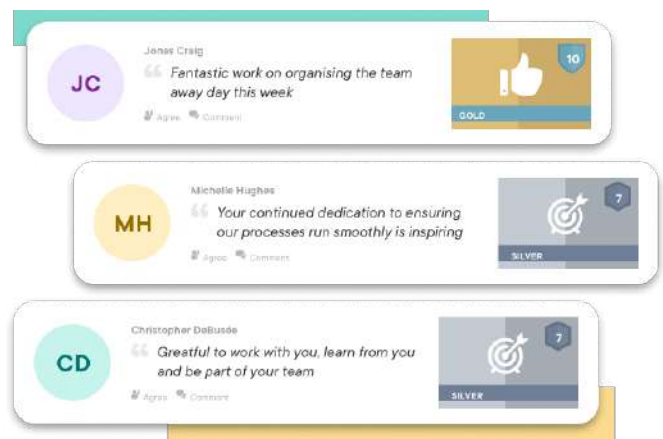 Jonas Craig
JC
Fantastic work on organising the team
away day this week
Agree Comment
10
GOLD
Michelle Hughes
MH
Your continued dedication to ensuring
our processes run smoothly is inspiring
Agree Comment
7
SILVER
Christopher DeBusde
CD
Greatful to work with you, learn from you
and be part of your team
Agree Comment
7
SILVER